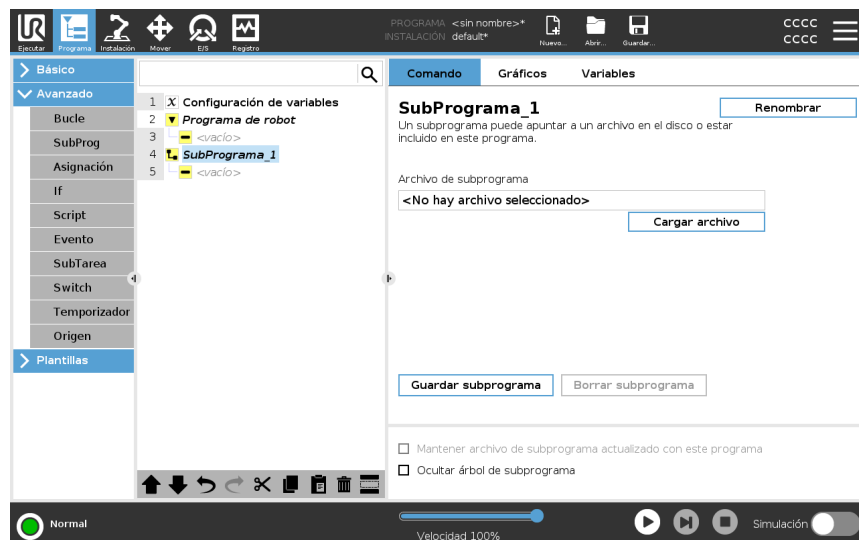 PROGRAMA <sin nombre>*
INSTALACIÓN default*
Ejecutar
Programa
Instalación
Mover
E/S
Registro
Nuevo...
Abrir...
Guardar...
CCCC
CCCC
Básico
Avanzado
Bucle
SubProg
Asignación
If
Script
Evento
SubTarea
Switch
Temporizador
Origen
Plantillas
1 X Configuración de variables
2 Programa de robot
3 <vacío>
4 SubPrograma_1
5 <vacío>
Comando Gráficos Variables
SubPrograma_1
Renombrar
Un subprograma puede apuntar a un archivo en el disco o estar
incluido en este programa.
Archivo de subprograma
<No hay archivo seleccionado>
Cargar archivo
Guardar subprograma
Borrar subprograma
Mantener archivo de subprograma actualizado con este programa
Ocultar árbol de subprograma
Normal
Velocidad 100%
Simulación